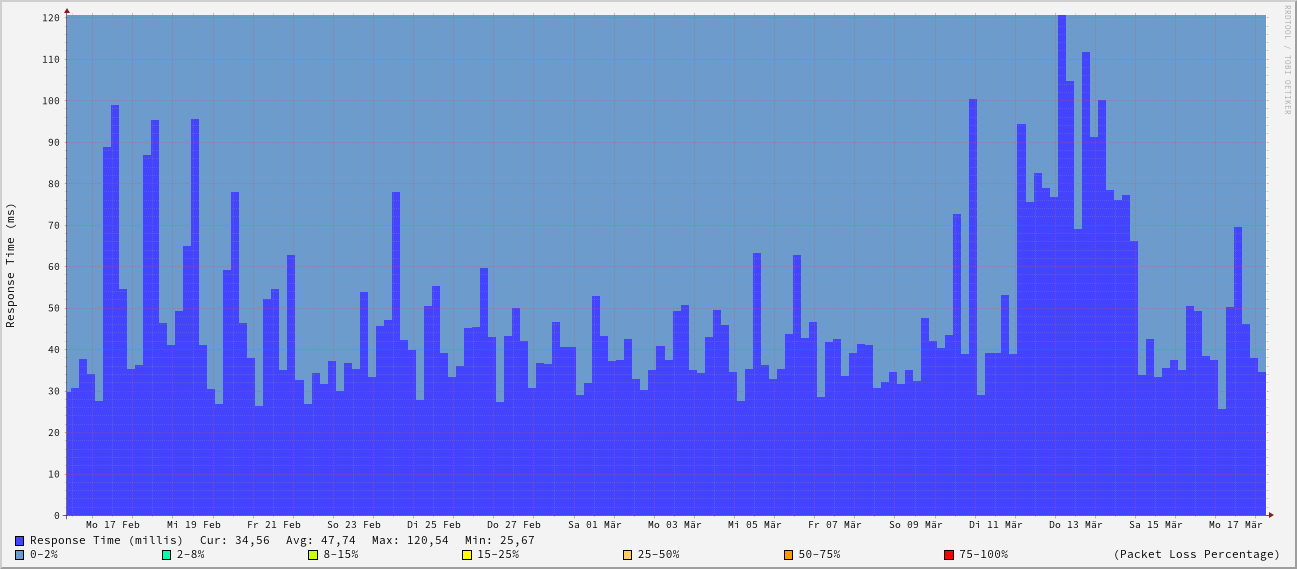 RRDTOOL / TOBI OETIKER
Response Time (ms)
120
110
100
90
80
70
60
50
40
30
20
10
0
Mo 17 Feb Mi 19 Feb Fr 21 Feb So 23 Feb Di 25 Feb Do 27 Feb Sa 01 Mär Mo 03 Mär Mi 05 Mär Fr 07 Mär So 09 Mär Di 11 Mär Do 13 Mär Sa 15 Mär Mo 17 Mär
Response Time (millis) Cur: 34,56 Avg: 47,74 Max: 120,54 Min: 25,67
0-2% 2-8% 8-15% 15-25% 25-50% 50-75% 75-100% (Packet Loss Percentage)